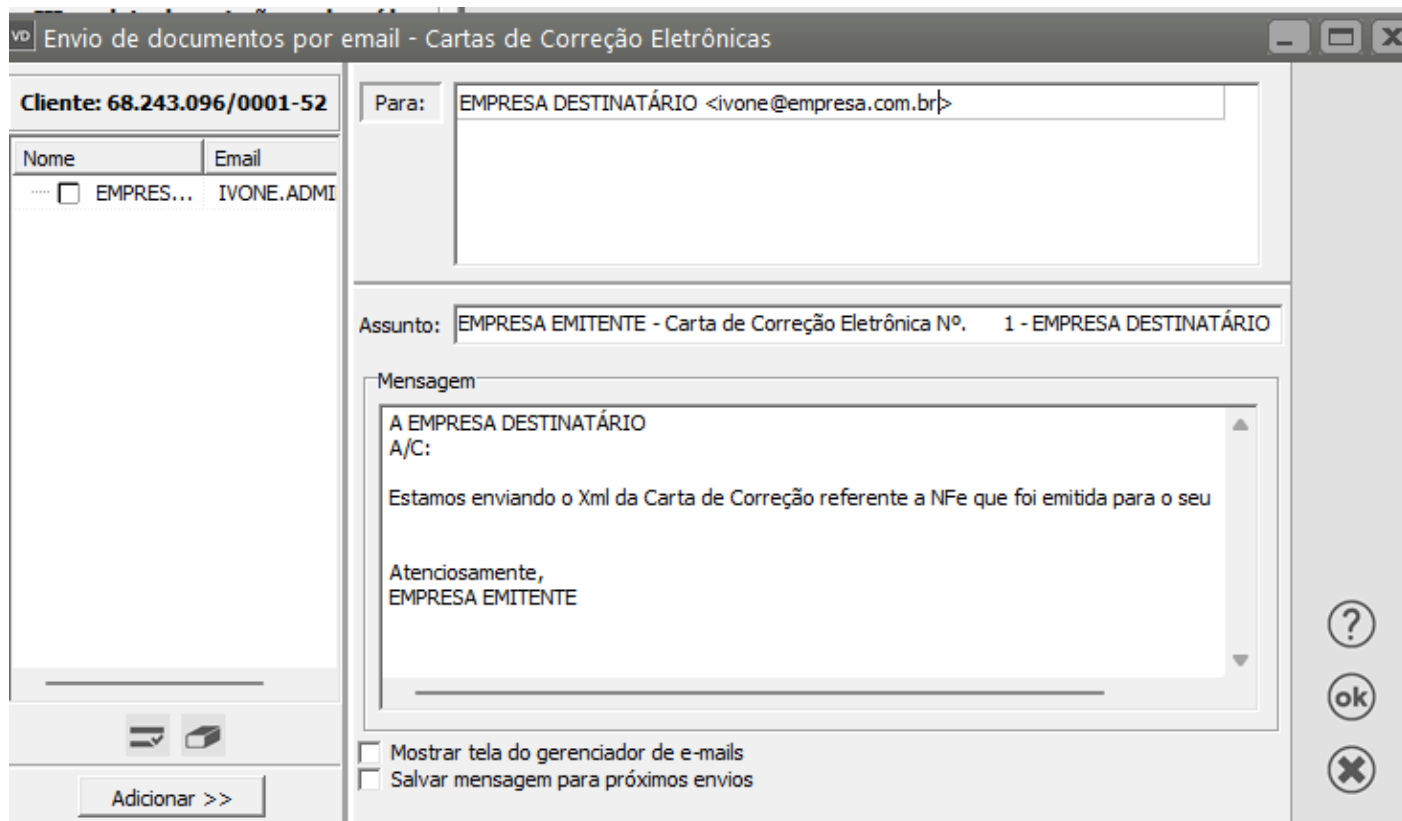 VD Envio de documentos por email - Cartas de Correção Eletrônicas
Cliente: 68.243.096/0001-52
Nome Email
EMPRES... IVONE.ADMI
Adicionar >>
Para: EMPRESA DESTINATÁRIO <ivone@empresa.com.br>
Assunto: EMPRESA EMITENTE - Carta de Correção Eletrônica Nº. 1 - EMPRESA DESTINATÁRIO
Mensagem
A EMPRESA DESTINATÁRIO
A/C:
Estamos enviando o Xml da Carta de Correção referente a NFe que foi emitida para o seu
Atenciosamente,
EMPRESA EMITENTE
Mostrar tela do gerenciador de e-mails
Salvar mensagem para próximos envios
?
ok